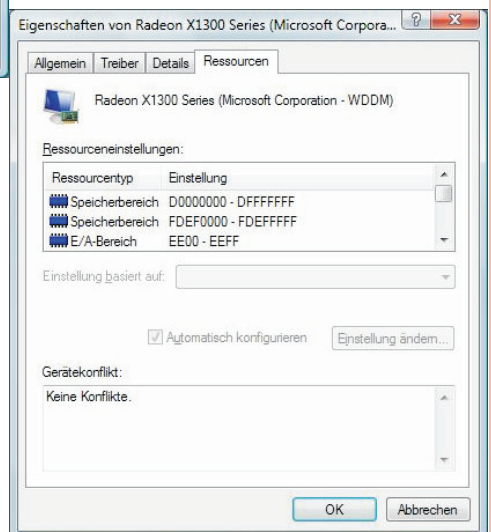 Eigenschaften von Radeon X1300 Series (Microsoft Corpora...
Allgemein Treiber Details Ressourcen
Radeon X1300 Series (Microsoft Corporation - WDDM)
Ressourceneinstellungen:
Ressourcentyp Einstellung
Speicherbereich D0000000 - DFFFFFFF
Speicherbereich FDEF0000 - FDEFFFFF
E/A-Bereich EE00 - EEFF
Einstellung basiert auf:
Automatisch konfigurieren Einstellung ändern...
Gerätekonflikt:
Keine Konflikte.
OK Abbrechen